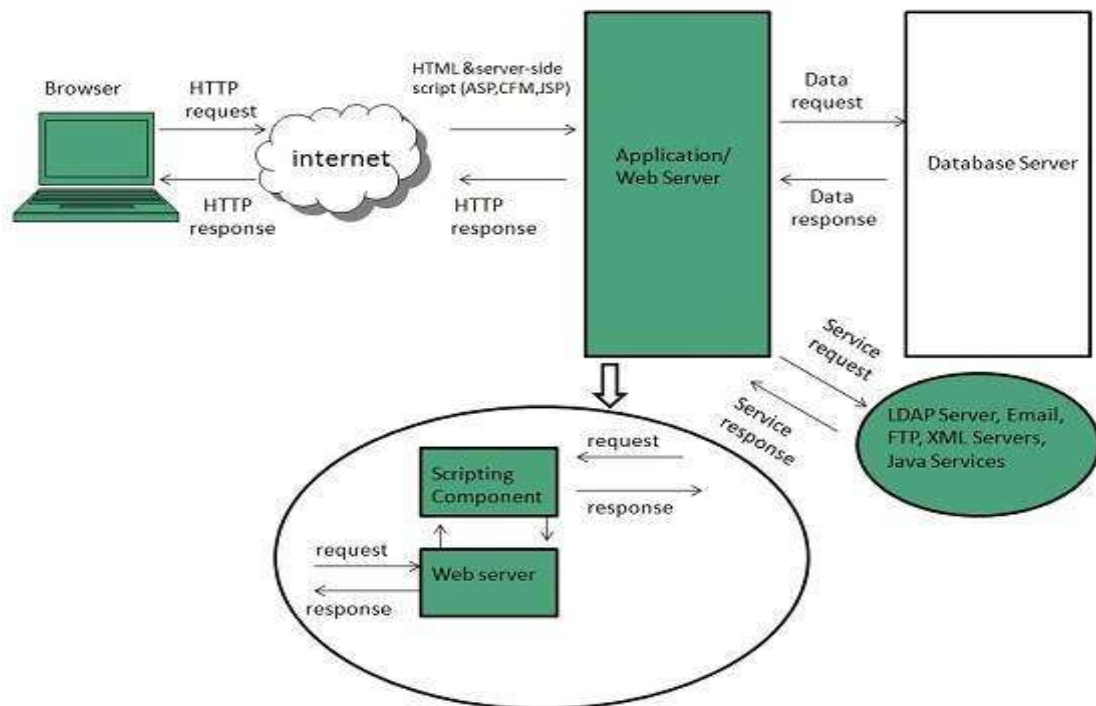 Browser
HTTP
request
HTTP
response
internet
HTML &server-side
script (ASP,CFM,JSP)
HTTP
response
Application/
Web Server
Data
request
Data
response
Database Server
Service
request
Service
response
LDAP Server, Email,
FTP, XML Servers,
Java Services
request
Scripting
Component
response
request
Web server
response